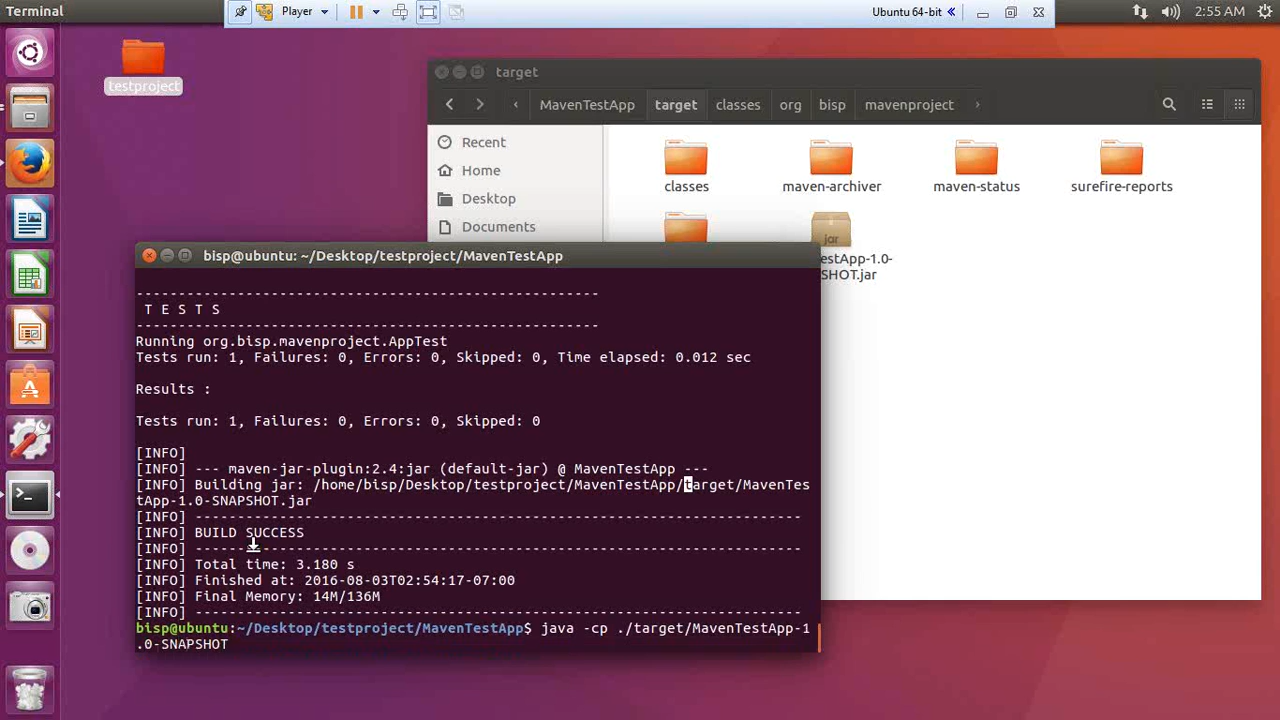 Terminal
Player
Ubuntu 64-bit
2:55 AM
testproject
target
MavenTestApp
target
classes
org
bisp
mavenproject
Recent
Home
Desktop
Documents
classes
maven-archiver
maven-status
surefire-reports
jar
estApp-1.0-
SHOT.jar
bisp@ubuntu: ~/Desktop/testproject/MavenTestApp
-------------------------------------------------------
 T E S T S
-------------------------------------------------------
Running org.bisp.mavenproject.AppTest
Tests run: 1, Failures: 0, Errors: 0, Skipped: 0, Time elapsed: 0.012 sec
Results :
Tests run: 1, Failures: 0, Errors: 0, Skipped: 0
[INFO]
[INFO] --- maven-jar-plugin:2.4:jar (default-jar) @ MavenTestApp ---
[INFO] Building jar: /home/bisp/Desktop/testproject/MavenTestApp/target/MavenTes
tApp-1.0-SNAPSHOT.jar
[INFO] ------------------------------------------------------------------------
[INFO] BUILD SUCCESS
[INFO] ------------------------------------------------------------------------
[INFO] Total time: 3.180 s
[INFO] Finished at: 2016-08-03T02:54:17-07:00
[INFO] Final Memory: 14M/136M
[INFO] ------------------------------------------------------------------------
bisp@ubuntu:~/Desktop/testproject/MavenTestApp$ java -cp ./target/MavenTestApp-1
.0-SNAPSHOT